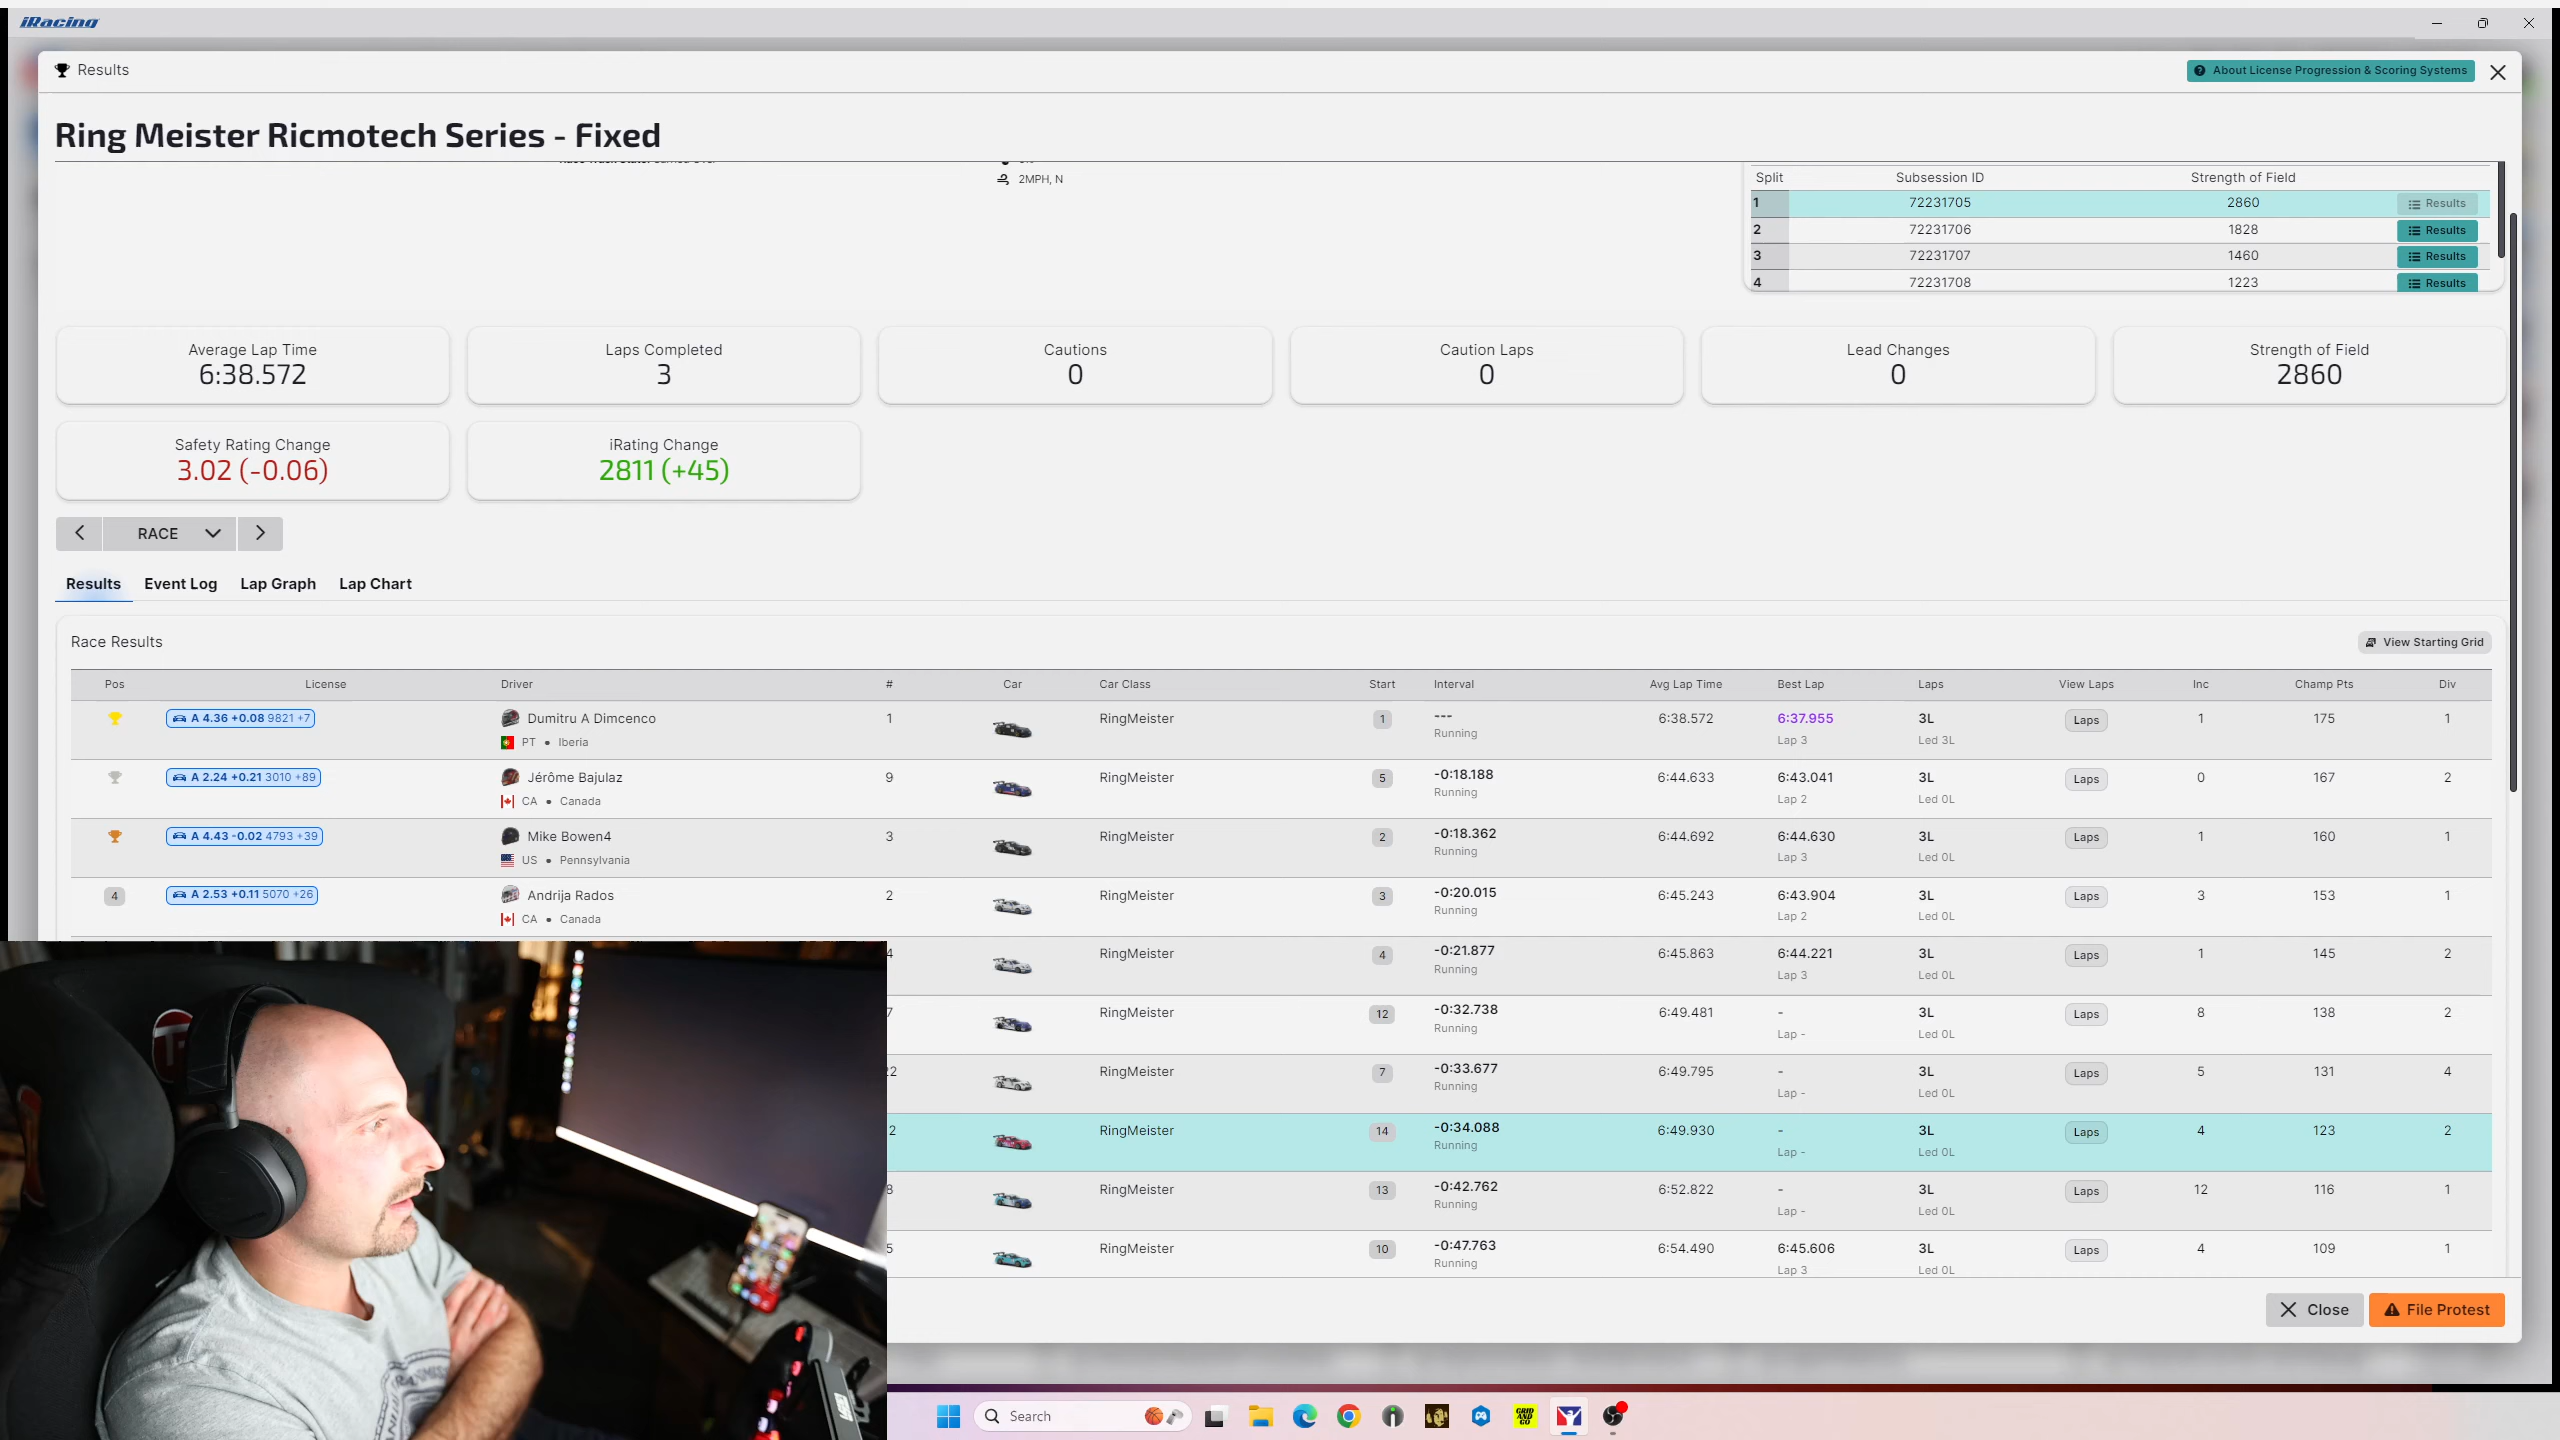 iRacing
Results
About License Progression & Scoring Systems
Ring Meister Ricmotech Series - Fixed
2MPH, N
Split Subsession ID Strength of Field
1 72231705 2860 Results
2 72231706 1828 Results
3 72231707 1460 Results
4 72231708 1223 Results
Average Lap Time
6:38.572
Laps Completed
3
Cautions
0
Caution Laps
0
Lead Changes
0
Strength of Field
2860
Safety Rating Change
3.02 (-0.06)
iRating Change
2811 (+45)
RACE
Results Event Log Lap Graph Lap Chart
Race Results
View Starting Grid
Pos License Driver # Car Car Class Start Interval Avg Lap Time Best Lap Laps View Laps Inc Champ Pts Div
A 4.36 +0.08 9821 +7 Dumitru A Dimcenco 1 RingMeister 1 --- 6:38.572 6:37.955 3L Laps 1 175 1
PT • Iberia Running Lap 3 Led 3L
A 2.24 +0.21 3010 +89 Jérôme Bajulaz 9 RingMeister 5 -0:18.188 6:44.633 6:43.041 3L Laps 0 167 2
CA • Canada Running Lap 2 Led 0L
A 4.43 -0.02 4793 +39 Mike Bowen4 3 RingMeister 2 -0:18.362 6:44.692 6:44.630 3L Laps 1 160 1
US • Pennsylvania Running Lap 3 Led 0L
4 A 2.53 +0.11 5070 +26 Andrija Rados 2 RingMeister 3 -0:20.015 6:45.243 6:43.904 3L Laps 3 153 1
CA • Canada Running Lap 2 Led 0L
4 RingMeister 4 -0:21.877 6:45.863 6:44.221 3L Laps 1 145 2
Running Lap 3 Led 0L
7 RingMeister 12 -0:32.738 6:49.481 - 3L Laps 8 138 2
Running Lap - Led 0L
22 RingMeister 7 -0:33.677 6:49.795 - 3L Laps 5 131 4
Running Lap - Led 0L
2 RingMeister 14 -0:34.088 6:49.930 - 3L Laps 4 123 2
Running Lap - Led 0L
8 RingMeister 13 -0:42.762 6:52.822 - 3L Laps 12 116 1
Running Lap - Led 0L
5 RingMeister 10 -0:47.763 6:54.490 6:45.606 3L Laps 4 109 1
Running Lap 3 Led 0L
Close File Protest
Search
GRID AND GO